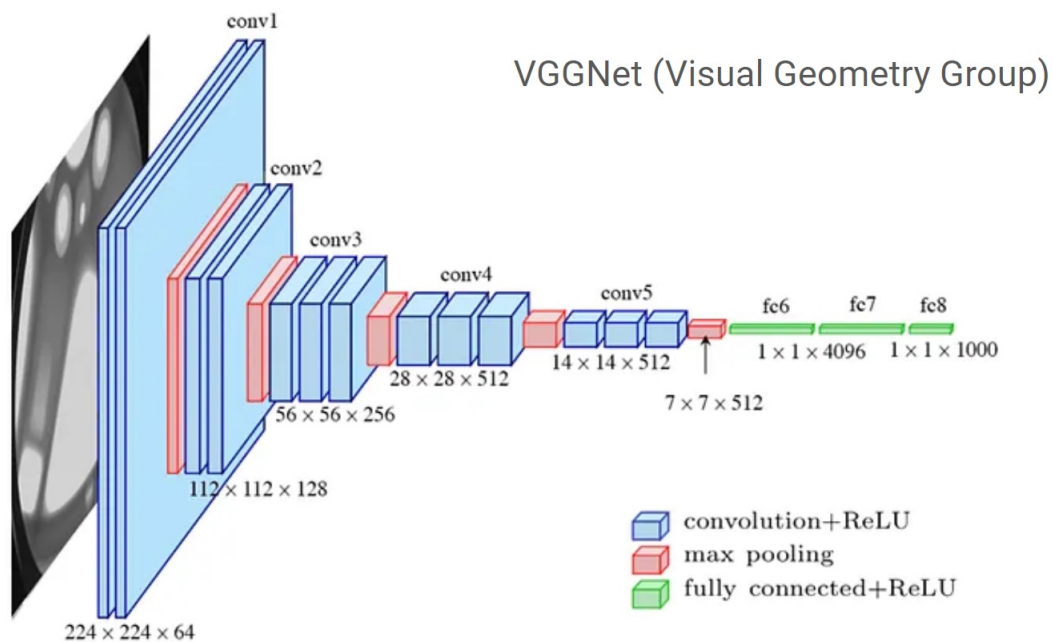 conv1
VGGNet (Visual Geometry Group)
conv2
conv3
conv4
conv5
fc6
fc7
fc8
1 × 1 × 4096
1 × 1 × 1000
14 × 14 × 512
28 × 28 × 512
7 × 7 × 512
56 × 56 × 256
112 × 112 × 128
224 × 224 × 64
convolution+ReLU
max pooling
fully connected+ReLU